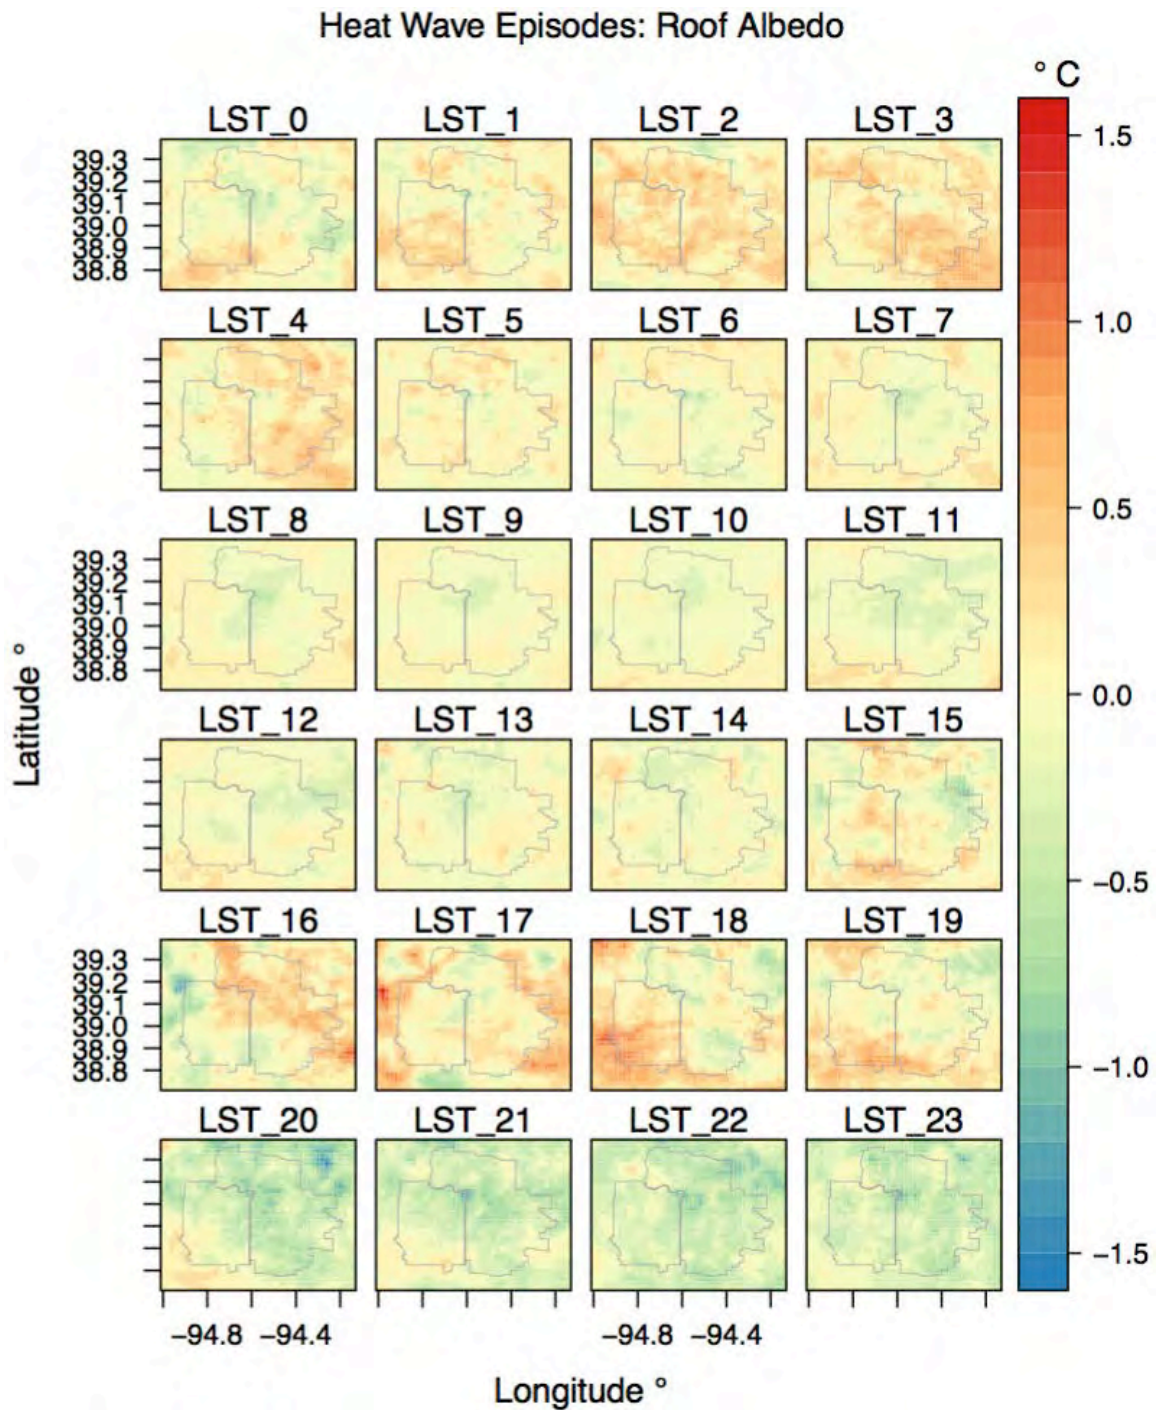 Heat Wave Episodes: Roof Albedo
° C
LST_0 LST_1 LST_2 LST_3
39.3
39.2
39.1
39.0
38.9
38.8
LST_4 LST_5 LST_6 LST_7
LST_8 LST_9 LST_10 LST_11
39.3
39.2
39.1
39.0
38.9
38.8
LST_12 LST_13 LST_14 LST_15
LST_16 LST_17 LST_18 LST_19
39.3
39.2
39.1
39.0
38.9
38.8
LST_20 LST_21 LST_22 LST_23
−94.8 −94.4 −94.8 −94.4
Longitude °
Latitude °
1.5
1.0
0.5
0.0
−0.5
−1.0
−1.5